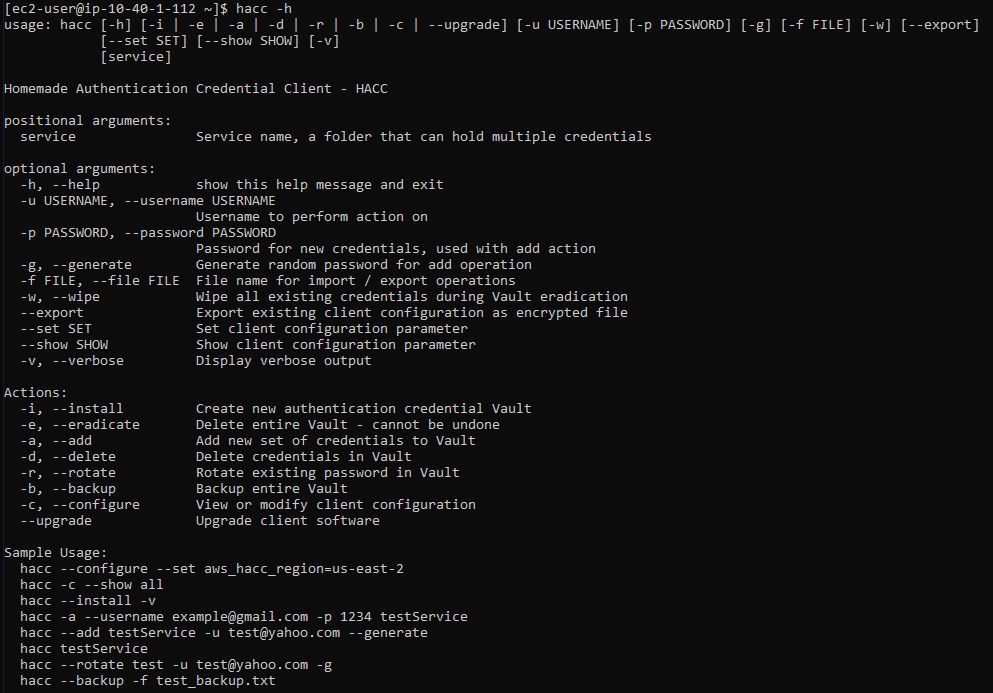 [ec2-user@ip-10-40-1-112 ~]$ hacc -h
usage: hacc [-h] [-i | -e | -a | -d | -r | -b | -c | --upgrade] [-u USERNAME] [-p PASSWORD] [-g] [-f FILE] [-w] [--export]
            [--set SET] [--show SHOW] [-v]
            [service]

Homemade Authentication Credential Client - HACC

positional arguments:
  service               Service name, a folder that can hold multiple credentials

optional arguments:
  -h, --help            show this help message and exit
  -u USERNAME, --username USERNAME
                        Username to perform action on
  -p PASSWORD, --password PASSWORD
                        Password for new credentials, used with add action
  -g, --generate        Generate random password for add operation
  -f FILE, --file FILE  File name for import / export operations
  -w, --wipe            Wipe all existing credentials during Vault eradication
  --export              Export existing client configuration as encrypted file
  --set SET             Set client configuration parameter
  --show SHOW           Show client configuration parameter
  -v, --verbose         Display verbose output

Actions:
  -i, --install         Create new authentication credential Vault
  -e, --eradicate       Delete entire Vault - cannot be undone
  -a, --add             Add new set of credentials to Vault
  -d, --delete          Delete credentials in Vault
  -r, --rotate          Rotate existing password in Vault
  -b, --backup          Backup entire Vault
  -c, --configure       View or modify client configuration
  --upgrade             Upgrade client software

Sample Usage:
  hacc --configure --set aws_hacc_region=us-east-2
  hacc -c --show all
  hacc --install -v
  hacc -a --username example@gmail.com -p 1234 testService
  hacc --add testService -u test@yahoo.com --generate
  hacc testService
  hacc --rotate test -u test@yahoo.com -g
  hacc --backup -f test_backup.txt